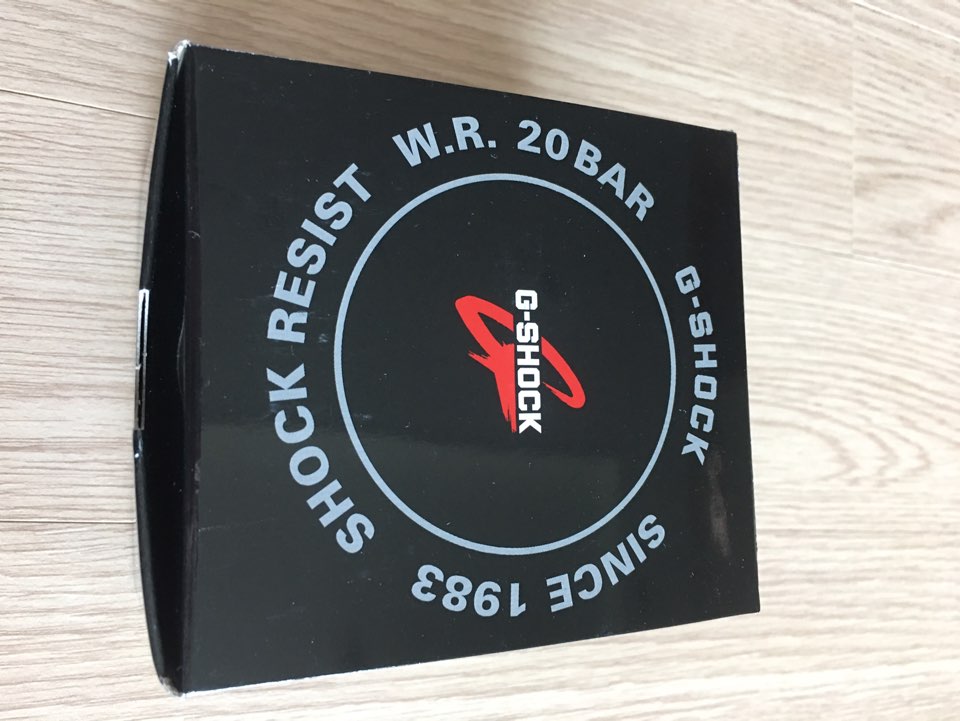 G-SHOCK
SINCE 1983
SHOCK RESIST
W.R. 20BAR
G-SHOCK